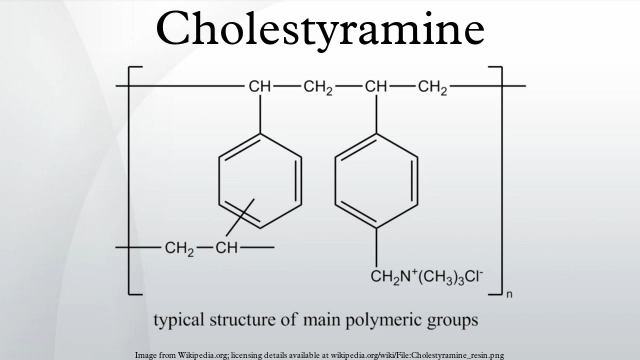 Cholestyramine
CH—CH₂—CH—CH₂
CH₂—CH
CH₂N⁺(CH₃)₃Cl⁻
n
typical structure of main polymeric groups
Image from Wikipedia.org; licensing details available at wikipedia.org/wiki/File:Cholestyramine_resin.png